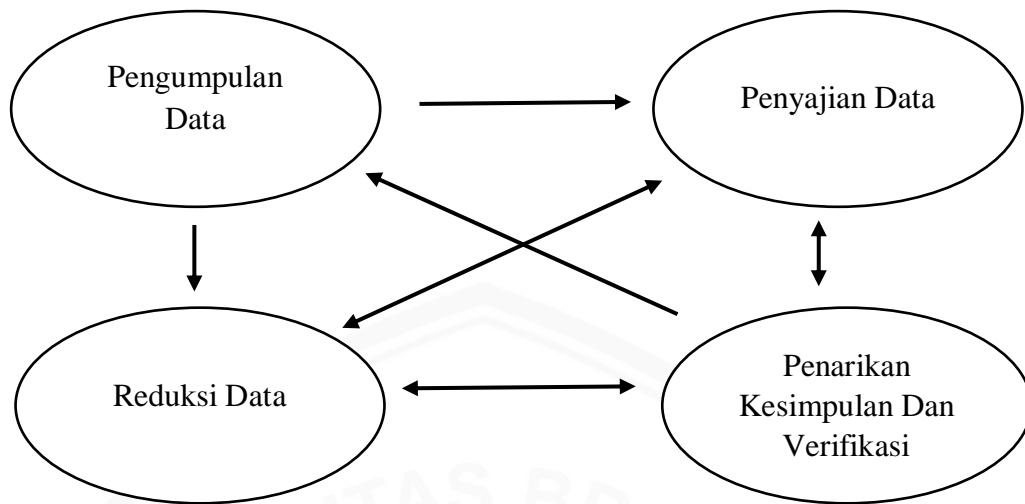 Pengumpulan
Data
Penyajian Data
Reduksi Data
Penarikan
Kesimpulan Dan
Verifikasi